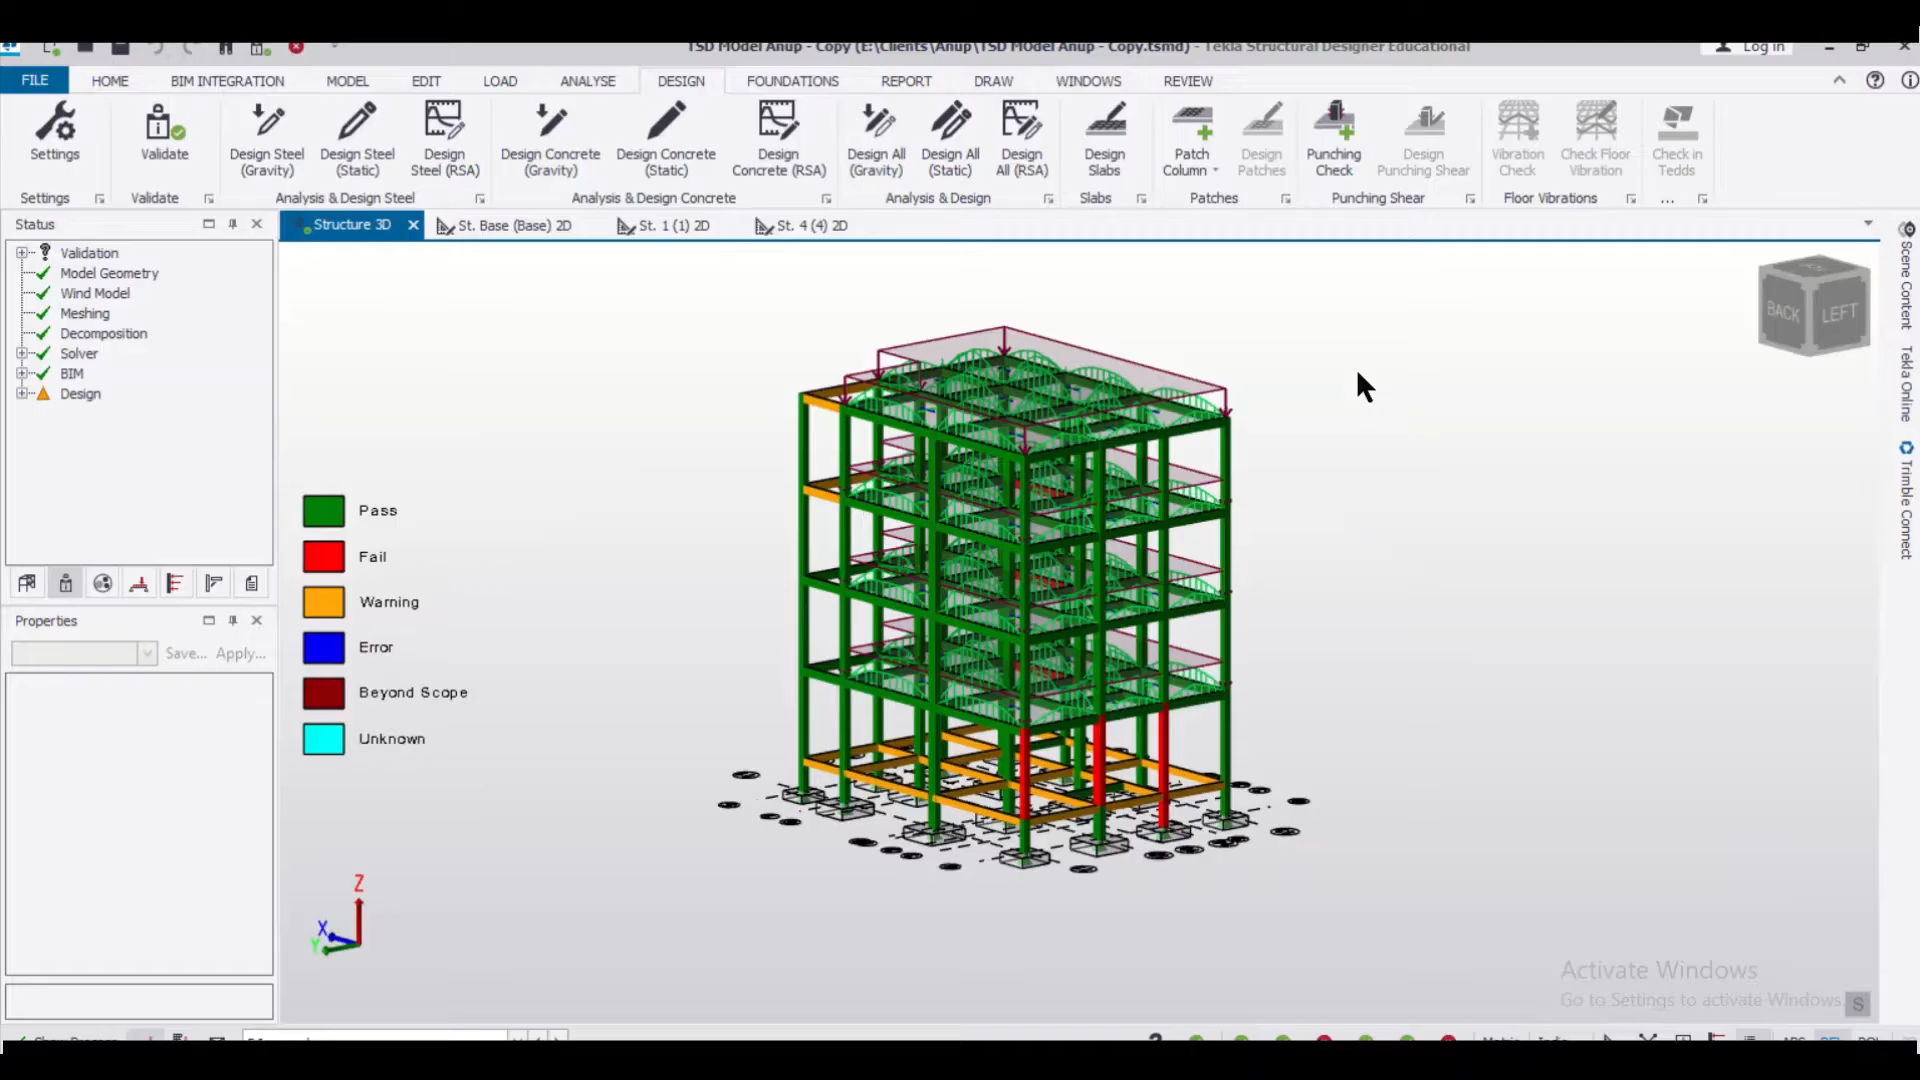 TSD MOdel Anup - Copy (E:\Clients\Anup\TSD MOdel Anup - Copy.tsmd) - Tekla Structural Designer Educational
Log in
FILE HOME BIM INTEGRATION MODEL EDIT LOAD ANALYSE DESIGN FOUNDATIONS REPORT DRAW WINDOWS REVIEW
Settings
Validate
Design Steel (Gravity)
Design Steel (Static)
Design Steel (RSA)
Design Concrete (Gravity)
Design Concrete (Static)
Design Concrete (RSA)
Design All (Gravity)
Design All (Static)
Design All (RSA)
Design Slabs
Patch Column
Design Patches
Punching Check
Design Punching Shear
Vibration Check
Check Floor Vibration
Check in Tedds
Settings Validate Analysis & Design Steel Analysis & Design Concrete Analysis & Design Slabs Patches Punching Shear Floor Vibrations ...
Status
Structure 3D St. Base (Base) 2D St. 1 (1) 2D St. 4 (4) 2D
Validation
Model Geometry
Wind Model
Meshing
Decomposition
Solver
BIM
Design
Properties
Save... Apply...
Pass
Fail
Warning
Error
Beyond Scope
Unknown
BACK LEFT
Scene Content
Tekla Online
Trimble Connect
Z
X
Y
Activate Windows
Go to Settings to activate Windows.
S